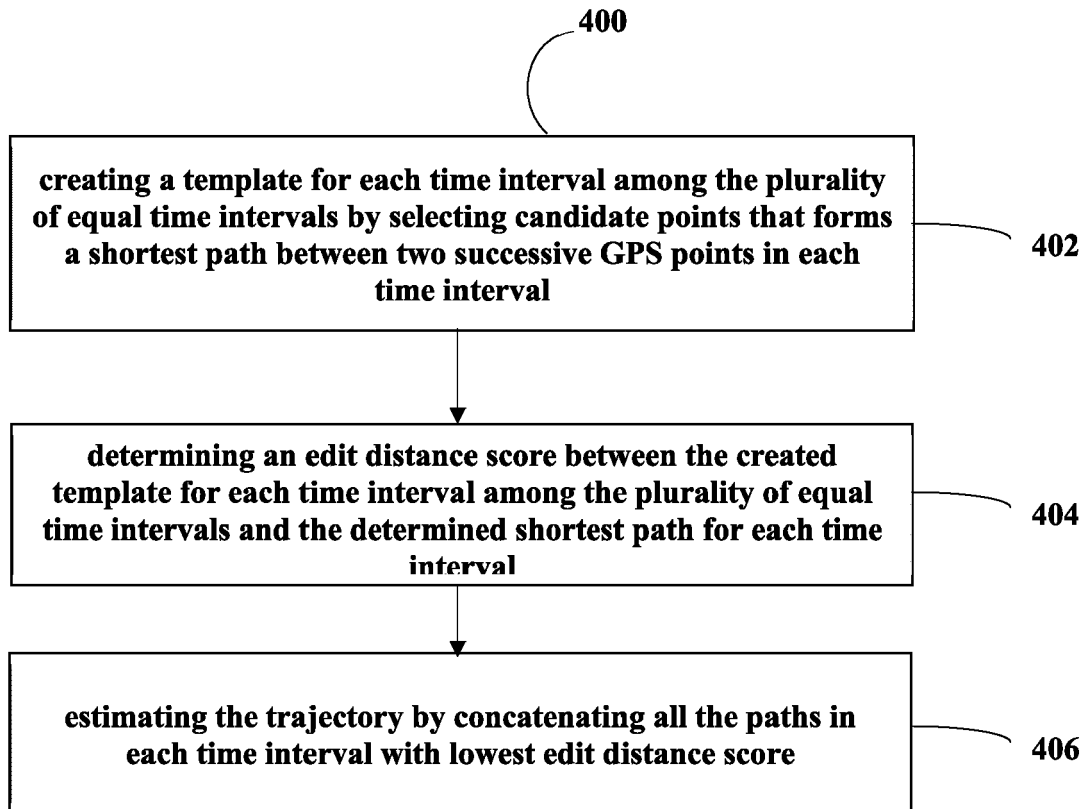 400
creating a template for each time interval among the plurality
of equal time intervals by selecting candidate points that forms
a shortest path between two successive GPS points in each
time interval
402
determining an edit distance score between the created
template for each time interval among the plurality of equal
time intervals and the determined shortest path for each time
interval
404
estimating the trajectory by concatenating all the paths in
each time interval with lowest edit distance score
406